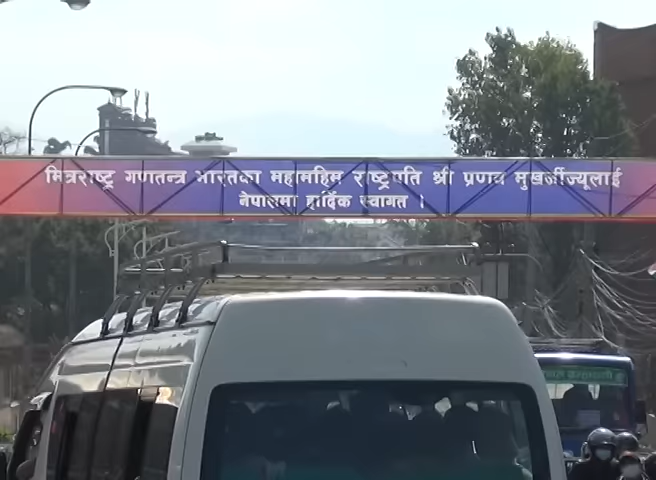 मित्रराष्ट्र गणतन्त्र भारतका महामहिम राष्ट्रपति श्री प्रणव मुखर्जीज्यूलाई
नेपालमा हार्दिक स्वागत ।